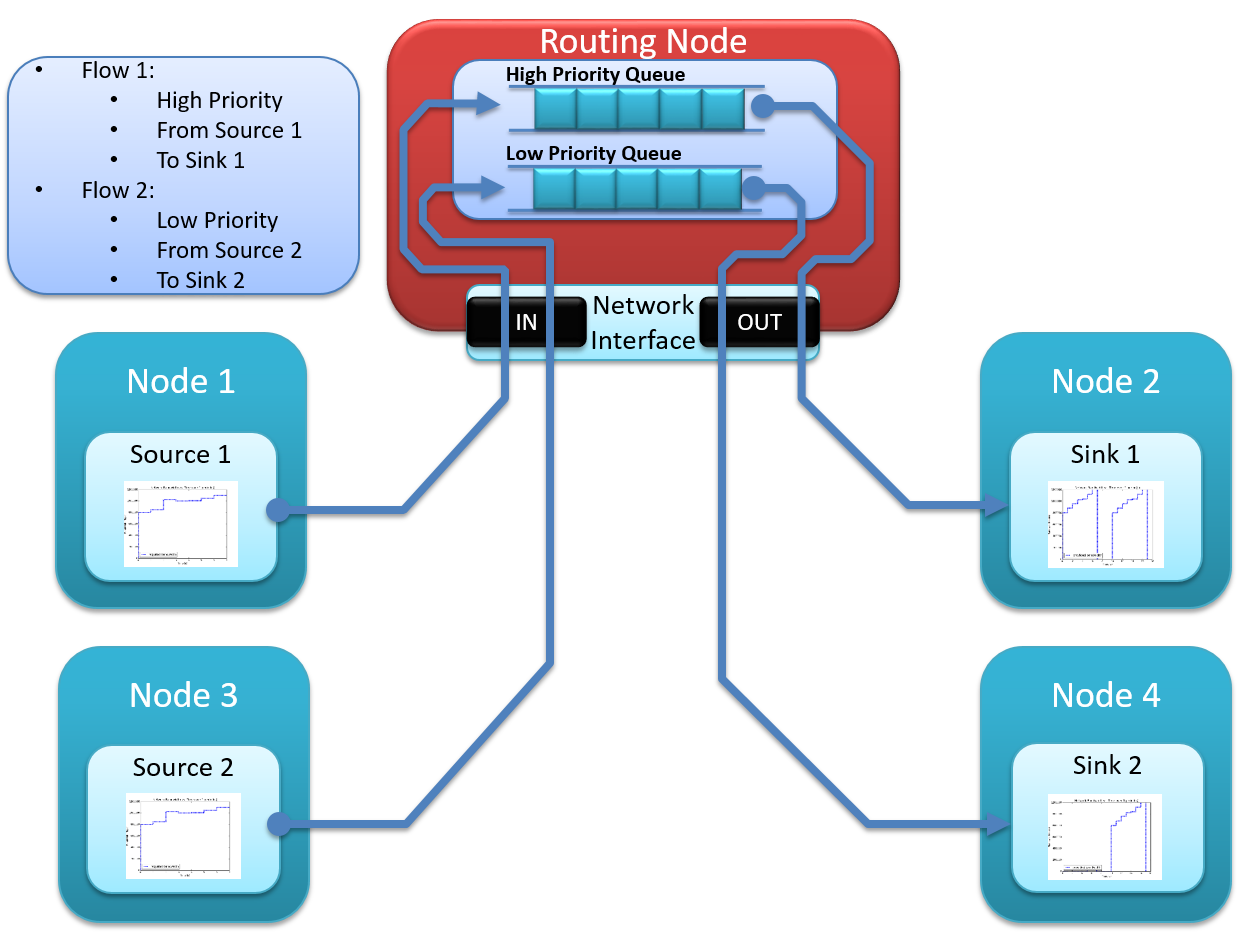 Routing Node
• Flow 1:
• High Priority
• From Source 1
• To Sink 1
• Flow 2:
• Low Priority
• From Source 2
• To Sink 2
High Priority Queue
Low Priority Queue
IN
Network
Interface
OUT
Node 1
Source 1
Node 2
Sink 1
Node 3
Source 2
Node 4
Sink 2